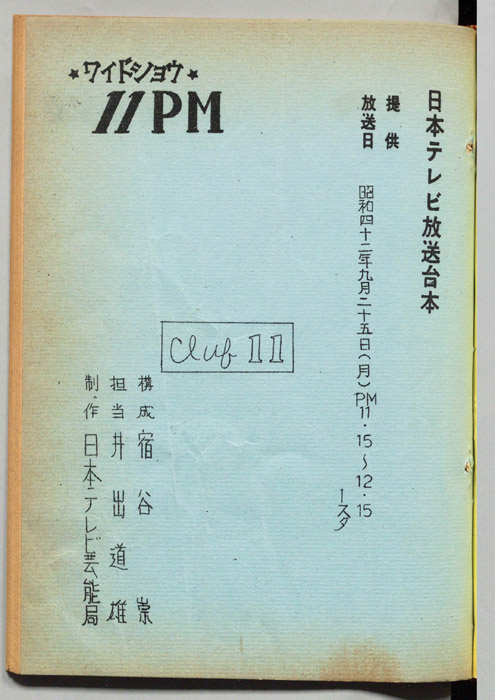 日本テレビ放送台本
提供
放送日 昭和四十二年九月二十五日(月)PM11・15〜12・15
1スタ
★ワイドショウ★
11PM
Club 11
構成 宿谷 崇
担当 井出道雄
制・作 日本テレビ芸能局